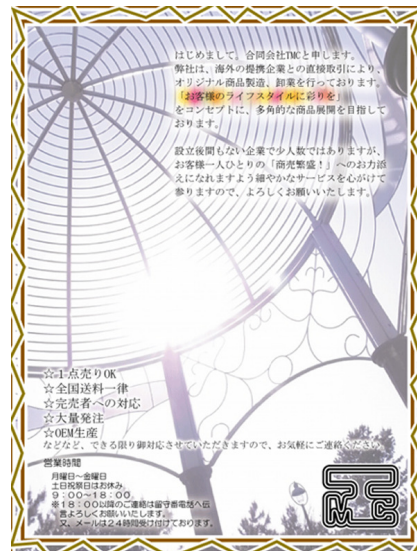 はじめまして。合同会社TMCと申します。
弊社は、海外の提携企業との直接取引により、
オリジナル商品製造、卸業を行っております。
「お客様のライフスタイルに彩りを」
をコンセプトに、多角的な商品展開を目指して
おります。
設立後間もない企業で少人数ではありますが、
お客様一人ひとりの「商売繁盛！」へのお力添
えになれますよう細やかなサービスを心がけて
参りますので、よろしくお願いいたします。
☆１点売りOK
☆全国送料一律
☆完売者への対応
☆大量発注
☆OEM生産
などなど、できる限り御対応させていただきますので、お気軽にご連絡ください。
営業時間
月曜日～金曜日
土日祝祭日はお休み
９：００～１８：００
※１８：００以降のご連絡は留守番電話へ伝
言よろしくお願いいたします。
又、メールは２４時間受け付けております。
TMC